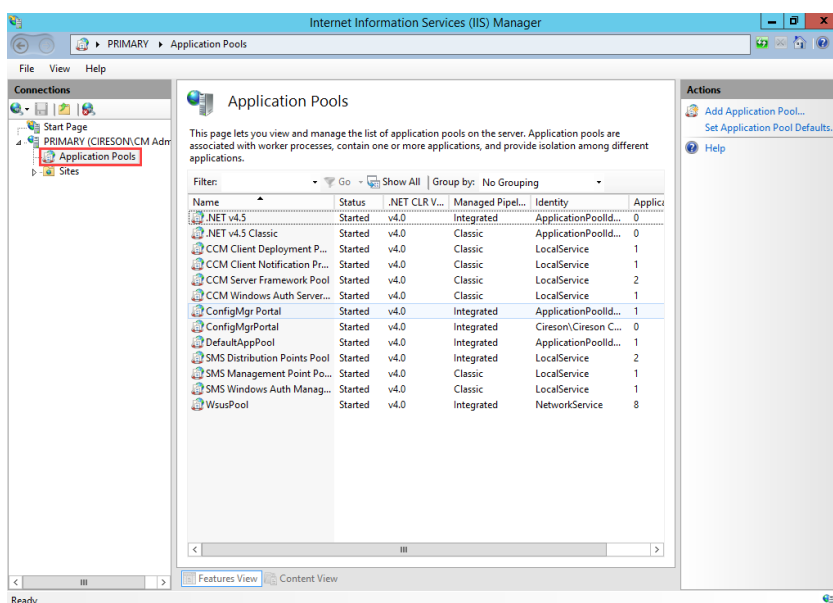 Internet Information Services (IIS) Manager
PRIMARY Application Pools
File View Help
Connections
Start Page
PRIMARY (CIRESON\CM Adm
Application Pools
Sites
Application Pools
This page lets you view and manage the list of application pools on the server. Application pools are
associated with worker processes, contain one or more applications, and provide isolation among different
applications.
Filter: Go Show All Group by: No Grouping
Name Status .NET CLR V... Managed Pipel... Identity Applica
.NET v4.5 Started v4.0 Integrated ApplicationPoolId... 0
.NET v4.5 Classic Started v4.0 Classic ApplicationPoolId... 0
CCM Client Deployment P... Started v4.0 Classic LocalService 1
CCM Client Notification Pr... Started v4.0 Classic LocalService 1
CCM Server Framework Pool Started v4.0 Classic LocalService 2
CCM Windows Auth Server... Started v4.0 Classic LocalService 1
ConfigMgr Portal Started v4.0 Integrated ApplicationPoolId... 1
ConfigMgrPortal Started v4.0 Integrated Cireson\Cireson C... 0
DefaultAppPool Started v4.0 Integrated ApplicationPoolId... 1
SMS Distribution Points Pool Started v4.0 Integrated LocalService 2
SMS Management Point Po... Started v4.0 Classic LocalService 1
SMS Windows Auth Manag... Started v4.0 Classic LocalService 1
WsusPool Started v4.0 Integrated NetworkService 8
Features View Content View
Actions
Add Application Pool...
Set Application Pool Defaults.
Help
Ready